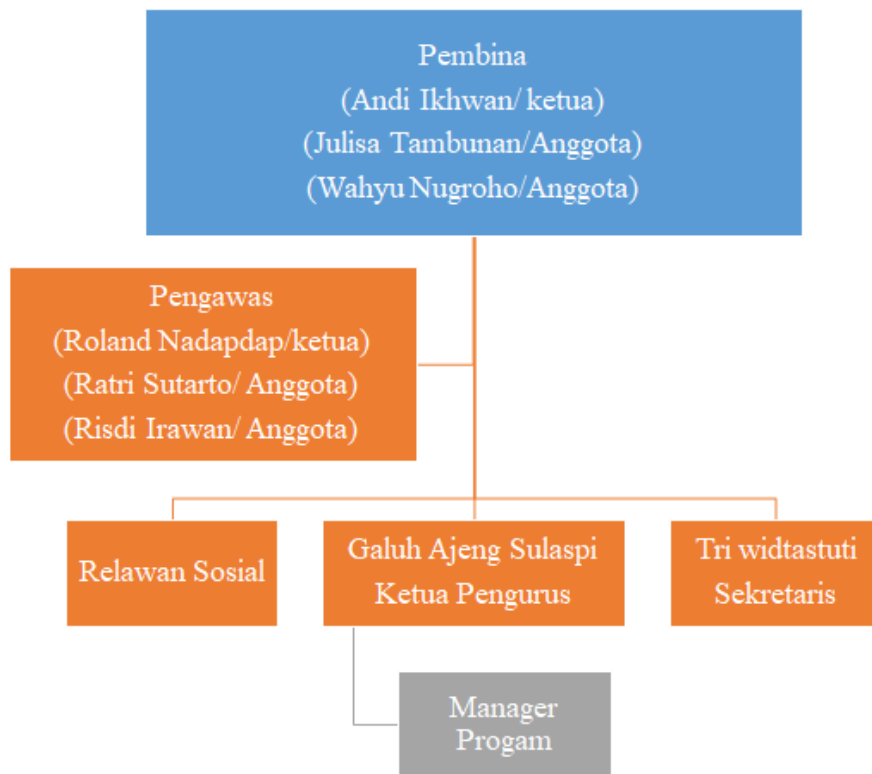 Pembina
(Andi Ikhwan/ ketua)
(Julisa Tambunan/Anggota)
(Wahyu Nugroho/Anggota)
Pengawas
(Roland Nadapdap/ketua)
(Ratri Sutarto/ Anggota)
(Risdi Irawan/ Anggota)
Relawan Sosial
Galuh Ajeng Sulaspi
Ketua Pengurus
Tri widtastuti
Sekretaris
Manager
Progam